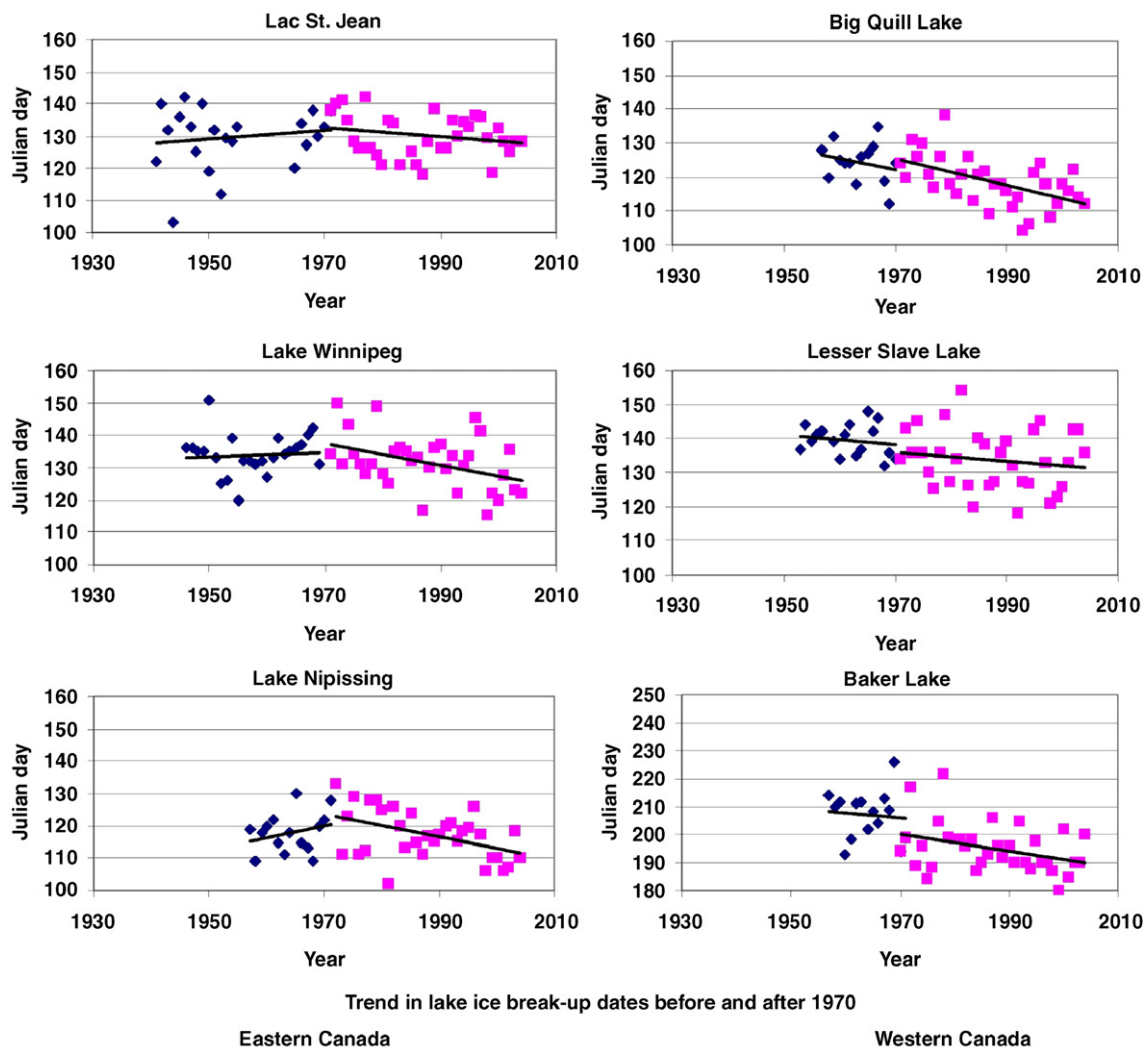 Lac St. Jean
Julian day
160
150
140
130
120
110
100
1930 1950 1970 1990 2010
Year
Big Quill Lake
Julian day
160
150
140
130
120
110
100
1930 1950 1970 1990 2010
Year
Lake Winnipeg
Julian day
160
150
140
130
120
110
100
1930 1950 1970 1990 2010
Year
Lesser Slave Lake
Julian day
160
150
140
130
120
110
100
1930 1950 1970 1990 2010
Year
Lake Nipissing
Julian day
160
150
140
130
120
110
100
1930 1950 1970 1990 2010
Year
Baker Lake
Julian day
250
240
230
220
210
200
190
180
1930 1950 1970 1990 2010
Year
Trend in lake ice break-up dates before and after 1970
Eastern Canada Western Canada